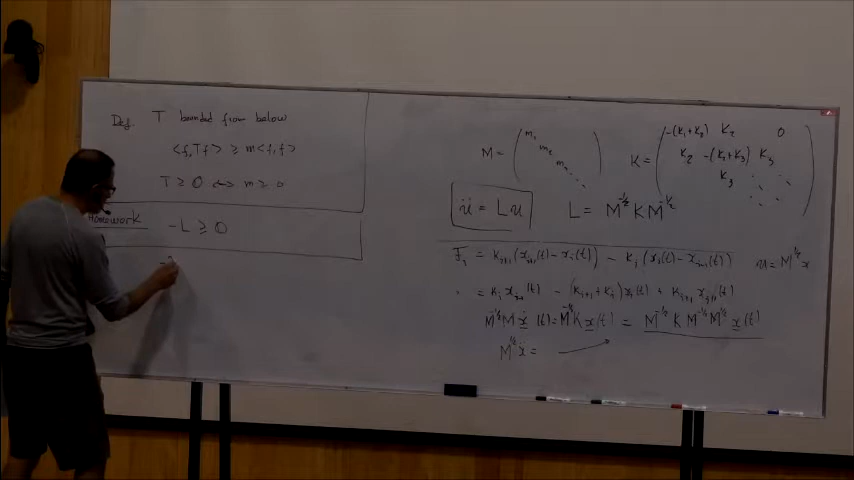 Def T bounded from below
<f,Tf> ≥ m<f,f>
T ≥ 0 ↔ m ≥ 0
Homework -L ≥ 0
M = ( m₁ m₂ m₃ ⋱ )
K = ( -(K₁+K₂) K₂ 0
K₂ -(K₂+K₃) K₃
K₃ ⋱ )
ü = Lu L = M^-½ K M^-½
F_j = K_{j+1} (x_{j+1}(t) - x_j(t)) - K_j (x_j(t) - x_{j-1}(t)) u = M^½ x
= K_j x_{j-1}(t) - (K_{j+1} + K_j) x_j(t) + K_{j+1} x_{j+1}(t)
M^-½ M ẍ (t) = M^-½ K x(t) = M^-½ K M^-½ M^½ x(t)
M^½ ẍ =